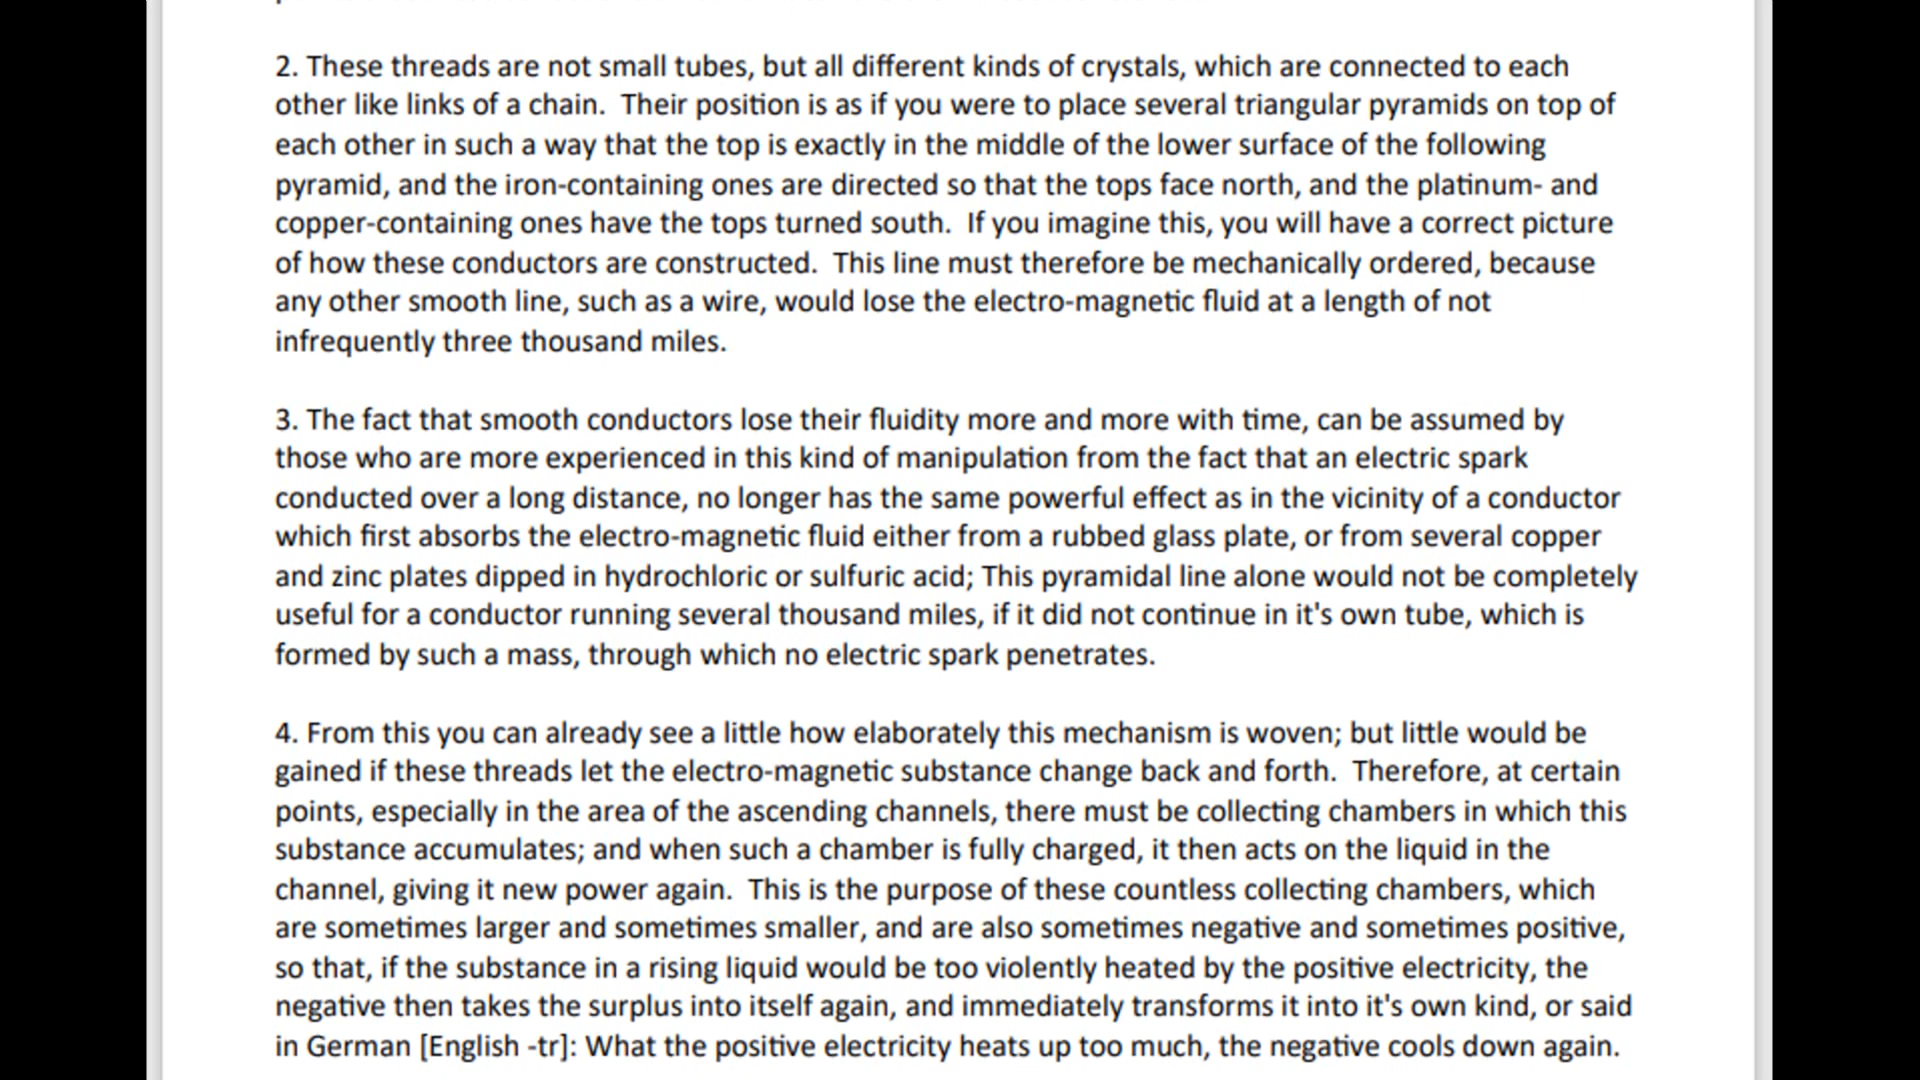 2. These threads are not small tubes, but all different kinds of crystals, which are connected to each
other like links of a chain.  Their position is as if you were to place several triangular pyramids on top of
each other in such a way that the top is exactly in the middle of the lower surface of the following
pyramid, and the iron-containing ones are directed so that the tops face north, and the platinum- and
copper-containing ones have the tops turned south.  If you imagine this, you will have a correct picture
of how these conductors are constructed.  This line must therefore be mechanically ordered, because
any other smooth line, such as a wire, would lose the electro-magnetic fluid at a length of not
infrequently three thousand miles.
3. The fact that smooth conductors lose their fluidity more and more with time, can be assumed by
those who are more experienced in this kind of manipulation from the fact that an electric spark
conducted over a long distance, no longer has the same powerful effect as in the vicinity of a conductor
which first absorbs the electro-magnetic fluid either from a rubbed glass plate, or from several copper
and zinc plates dipped in hydrochloric or sulfuric acid; This pyramidal line alone would not be completely
useful for a conductor running several thousand miles, if it did not continue in it's own tube, which is
formed by such a mass, through which no electric spark penetrates.
4. From this you can already see a little how elaborately this mechanism is woven; but little would be
gained if these threads let the electro-magnetic substance change back and forth.  Therefore, at certain
points, especially in the area of the ascending channels, there must be collecting chambers in which this
substance accumulates; and when such a chamber is fully charged, it then acts on the liquid in the
channel, giving it new power again.  This is the purpose of these countless collecting chambers, which
are sometimes larger and sometimes smaller, and are also sometimes negative and sometimes positive,
so that, if the substance in a rising liquid would be too violently heated by the positive electricity, the
negative then takes the surplus into itself again, and immediately transforms it into it's own kind, or said
in German [English -tr]: What the positive electricity heats up too much, the negative cools down again.